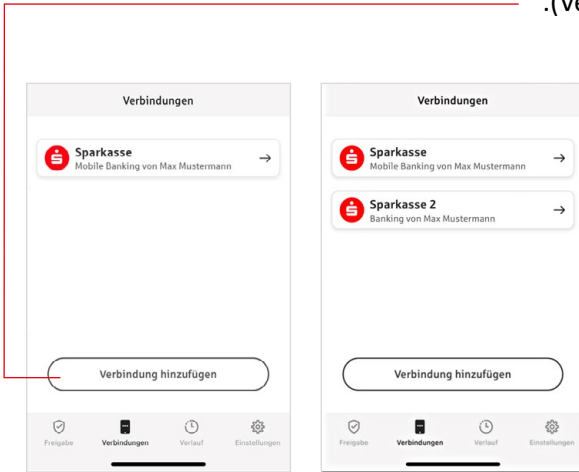 Verbindungen
Sparkasse
Mobile Banking von Max Mustermann
Verbindung hinzufügen
Freigabe Verbindungen Verlauf Einstellungen
Verbindungen
Sparkasse
Mobile Banking von Max Mustermann
Sparkasse 2
Banking von Max Mustermann
Verbindung hinzufügen
Freigabe Verbindungen Verlauf Einstellungen